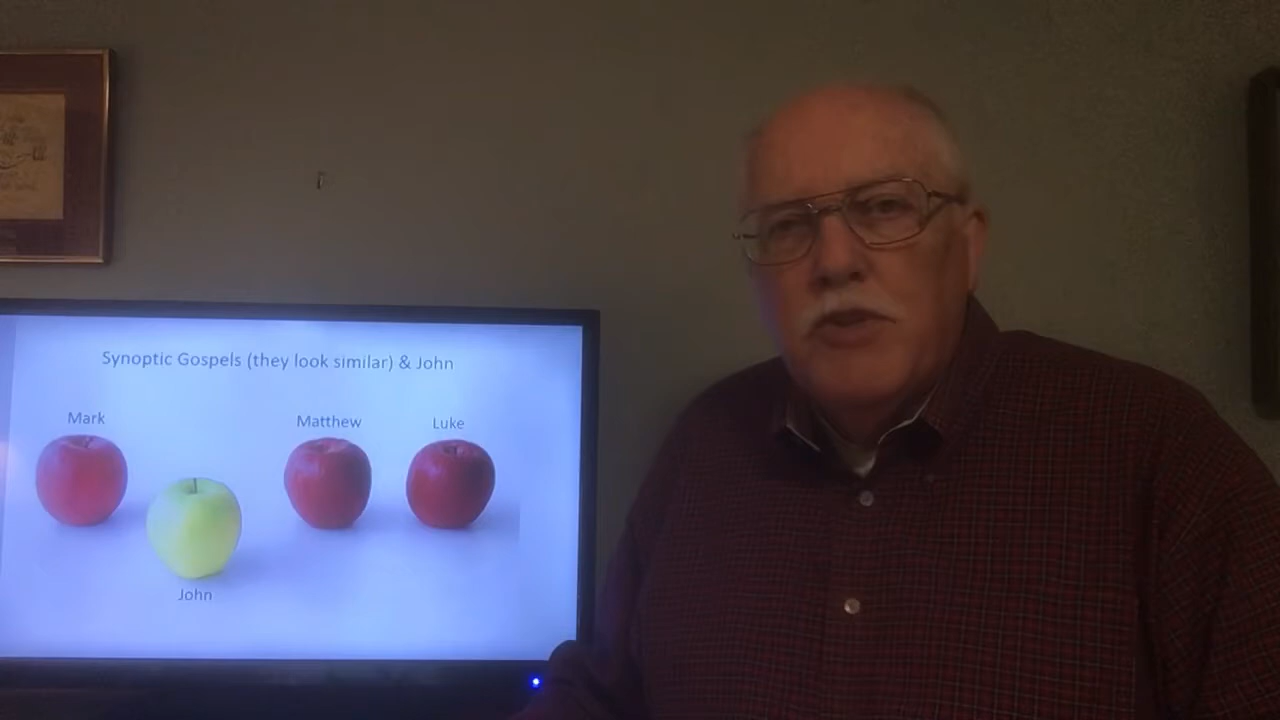 Synoptic Gospels (they look similar) & John
Mark
Matthew
Luke
John